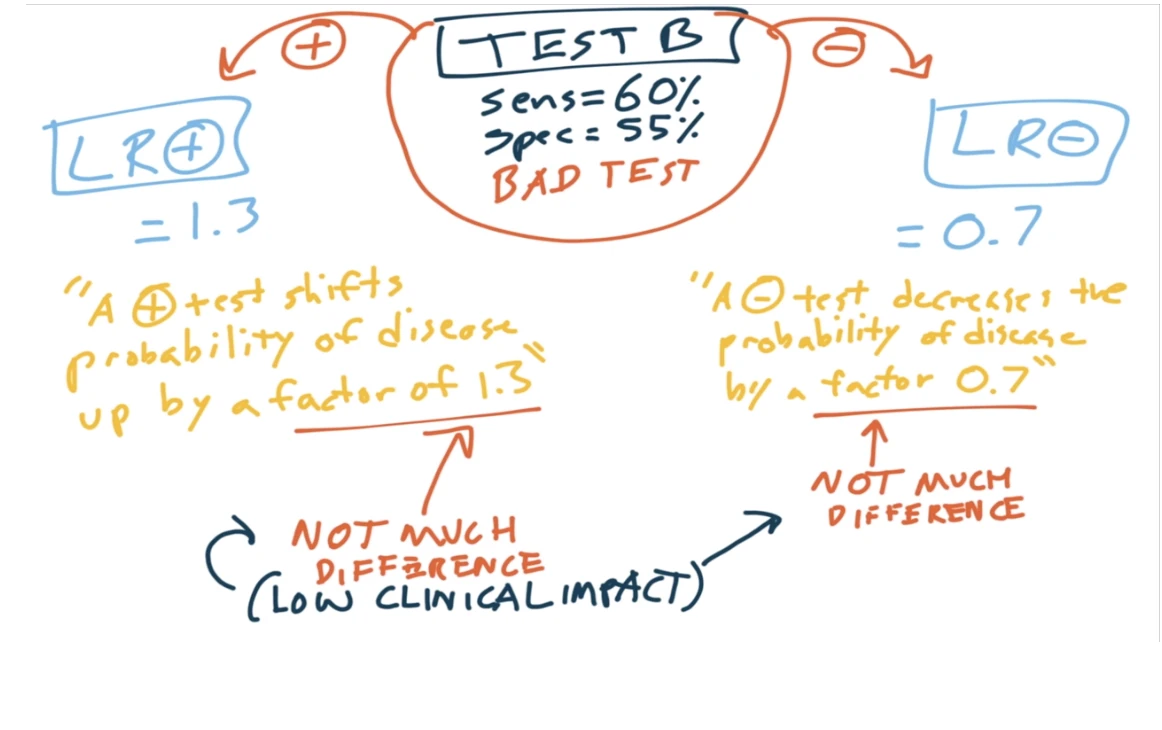 TEST B
sens=60%
spec=55%
BAD TEST
+
LR+
=1.3
"A + test shifts
probability of disease
up by a factor of 1.3"
NOT MUCH
DIFFERENCE
−
LR−
=0.7
"A − test decreases the
probability of disease
by a factor 0.7"
NOT MUCH
DIFFERENCE
(LOW CLINICAL IMPACT)